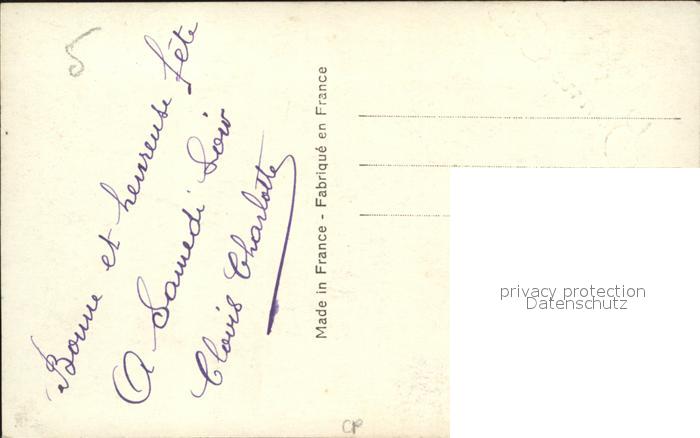 5
Bonne et heureuse fête
A Samedi Soir
Clovis Charlotte
Made in France - Fabriqué en France
privacy protection
Datenschutz
CP